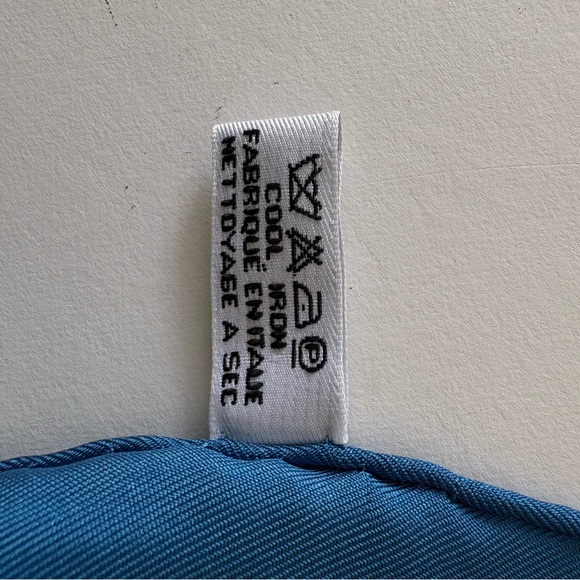 P
COOL IRON
FABRIQUÉ EN ITALIE
NETTOYAGE A SEC